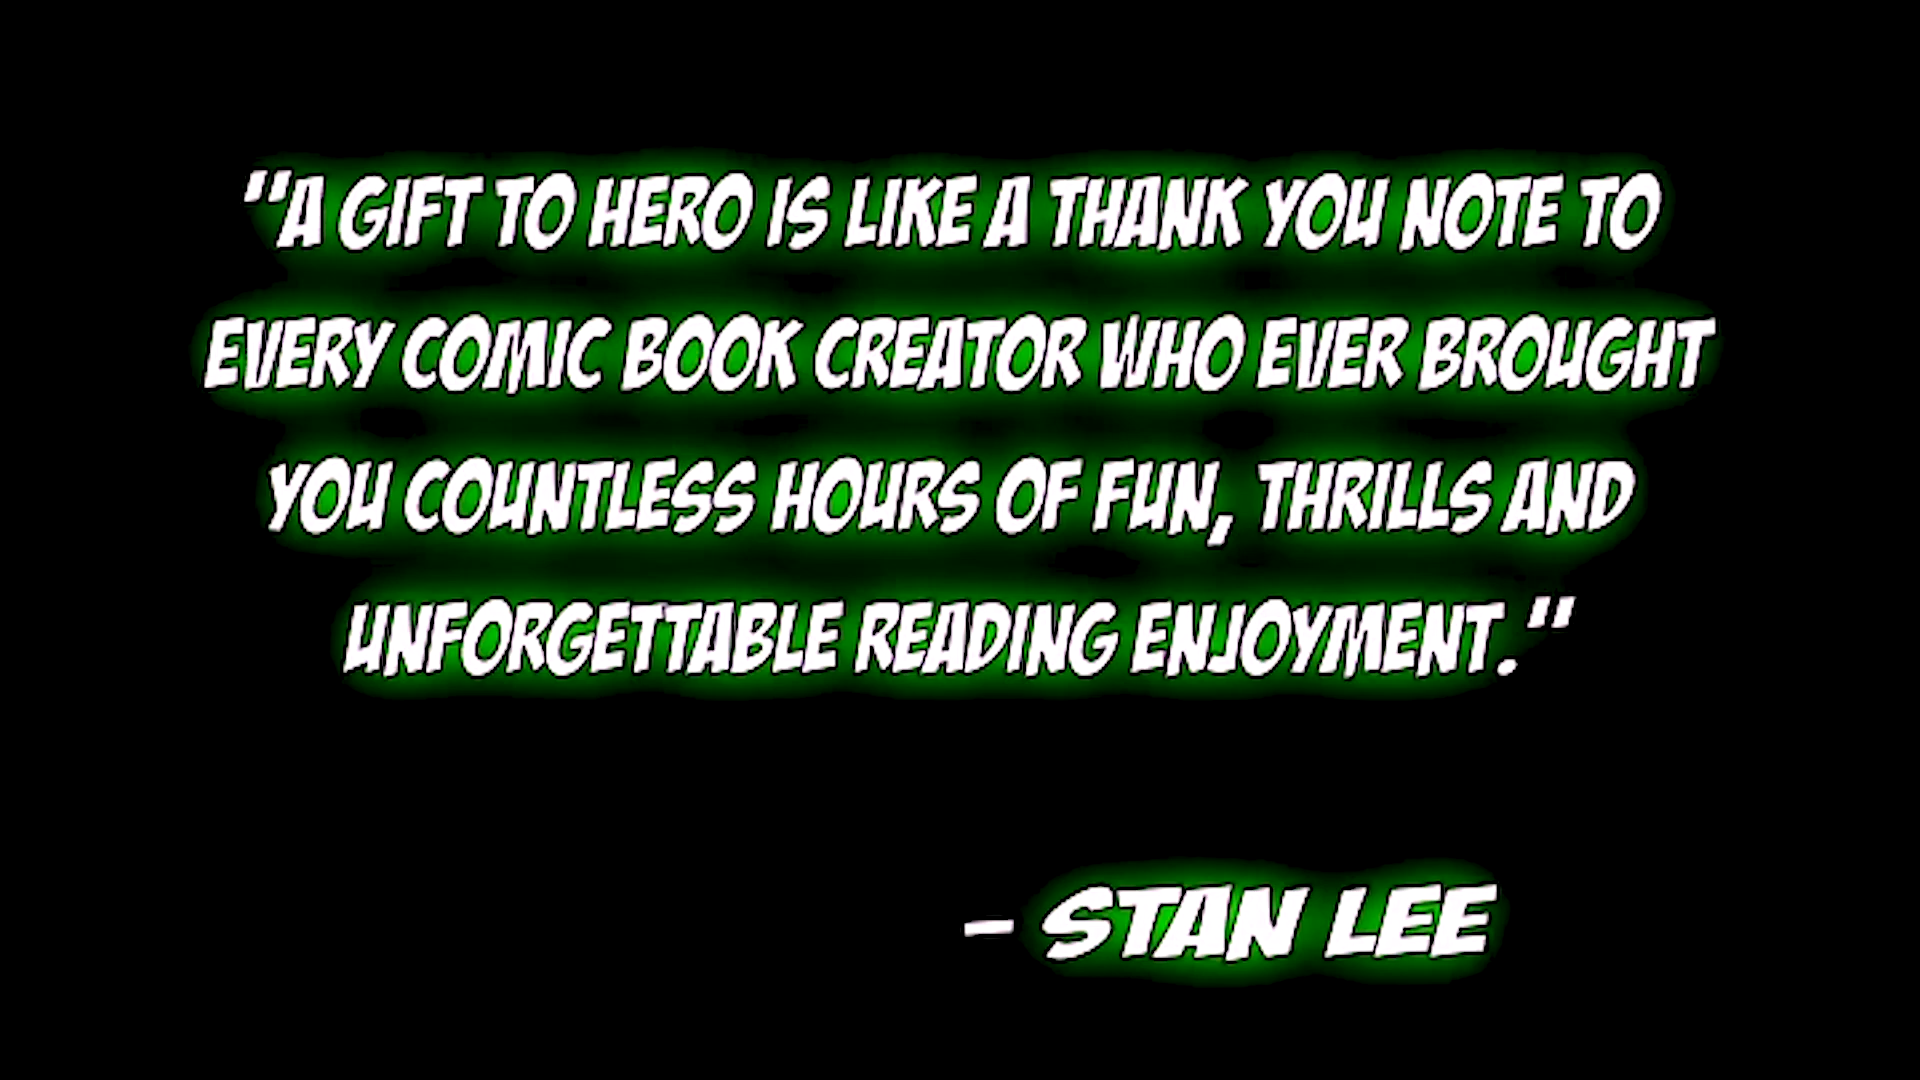 "A GIFT TO HERO IS LIKE A THANK YOU NOTE TO
EVERY COMIC BOOK CREATOR WHO EVER BROUGHT
YOU COUNTLESS HOURS OF FUN, THRILLS AND
UNFORGETTABLE READING ENJOYMENT."
- STAN LEE